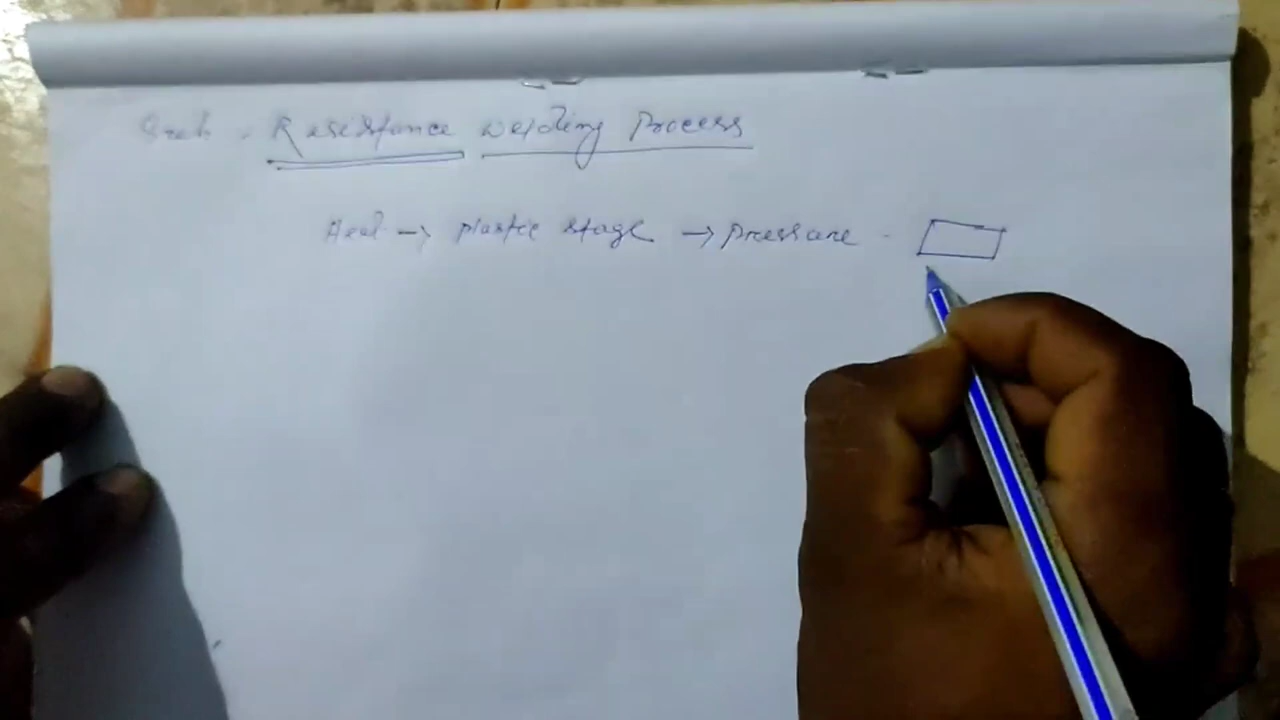 Resistance Welding Process
Heat -> plastic stage -> pressure